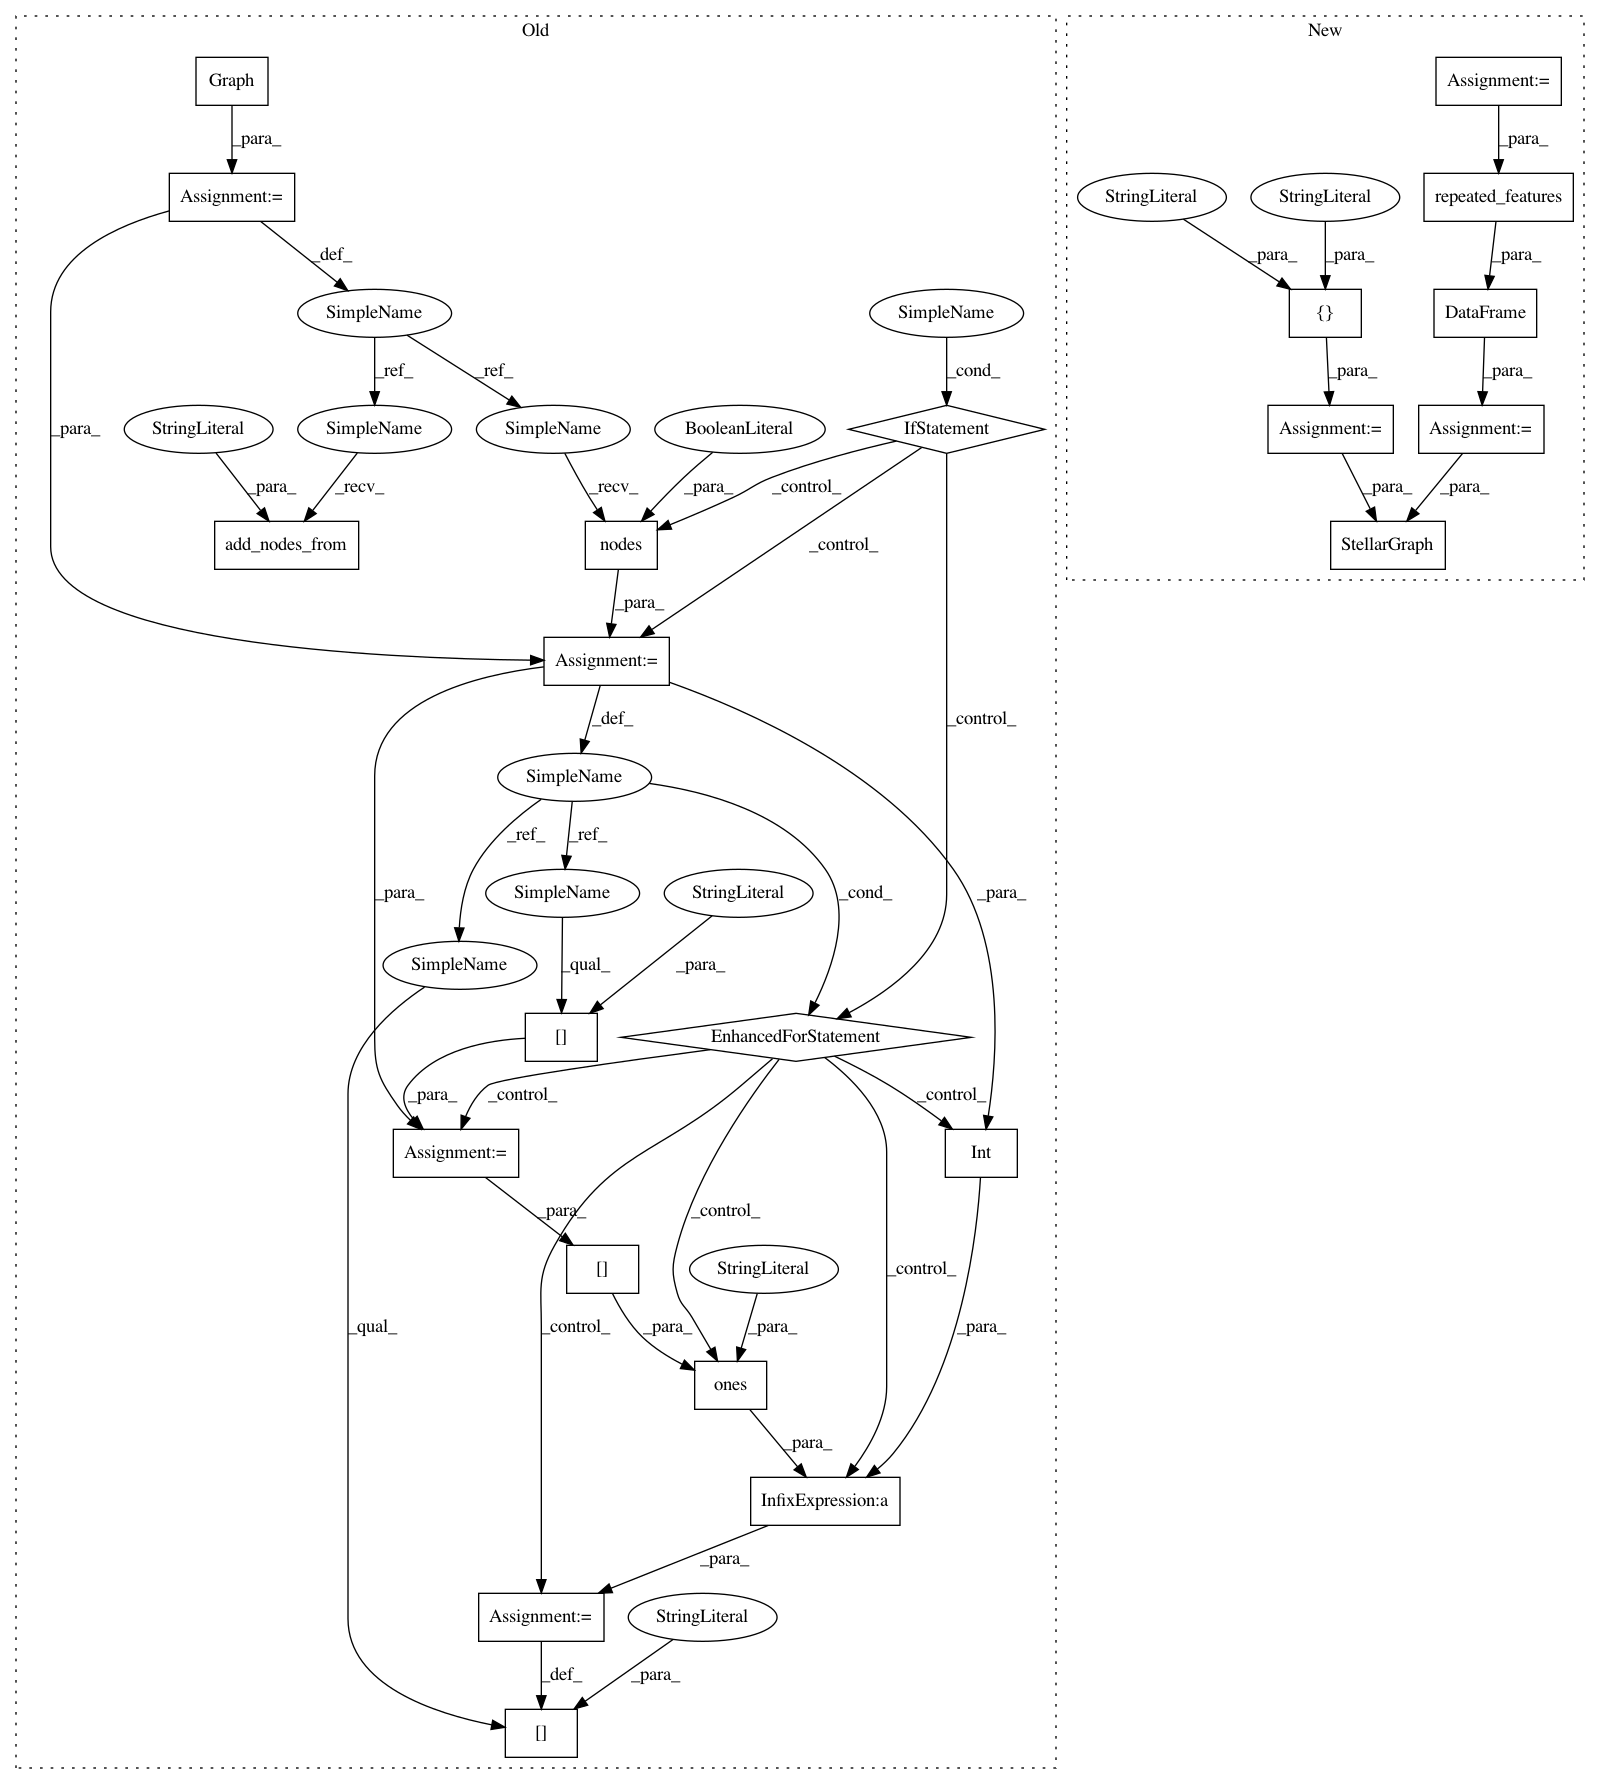 Old
New
Graph
Assignment:=
_para_
_para_
Assignment:=
StringLiteral
StringLiteral
repeated_features
_def_
_para_
_para_
_para_
SimpleName
SimpleName
{}
DataFrame
_ref_
_ref_
_cond_
_para_
_para_
_para_
StringLiteral
SimpleName
SimpleName
BooleanLiteral
IfStatement
Assignment:=
Assignment:=
_para_
_recv_
_recv_
_para_
_control_
_para_
_para_
add_nodes_from
nodes
_control_
StellarGraph
_para_
Assignment:=
_def_
_control_
SimpleName
_ref_
_ref_
_para_
_cond_
_para_
SimpleName
StringLiteral
SimpleName
_qual_
_para_
[]
EnhancedForStatement
_para_
_control_
_control_
Assignment:=
Int
_para_
_control_
[]
StringLiteral
_control_
_qual_
_control_
_para_
_para_
_para_
ones
_para_
InfixExpression:a
_para_
Assignment:=
StringLiteral
_def_
_para_
[]